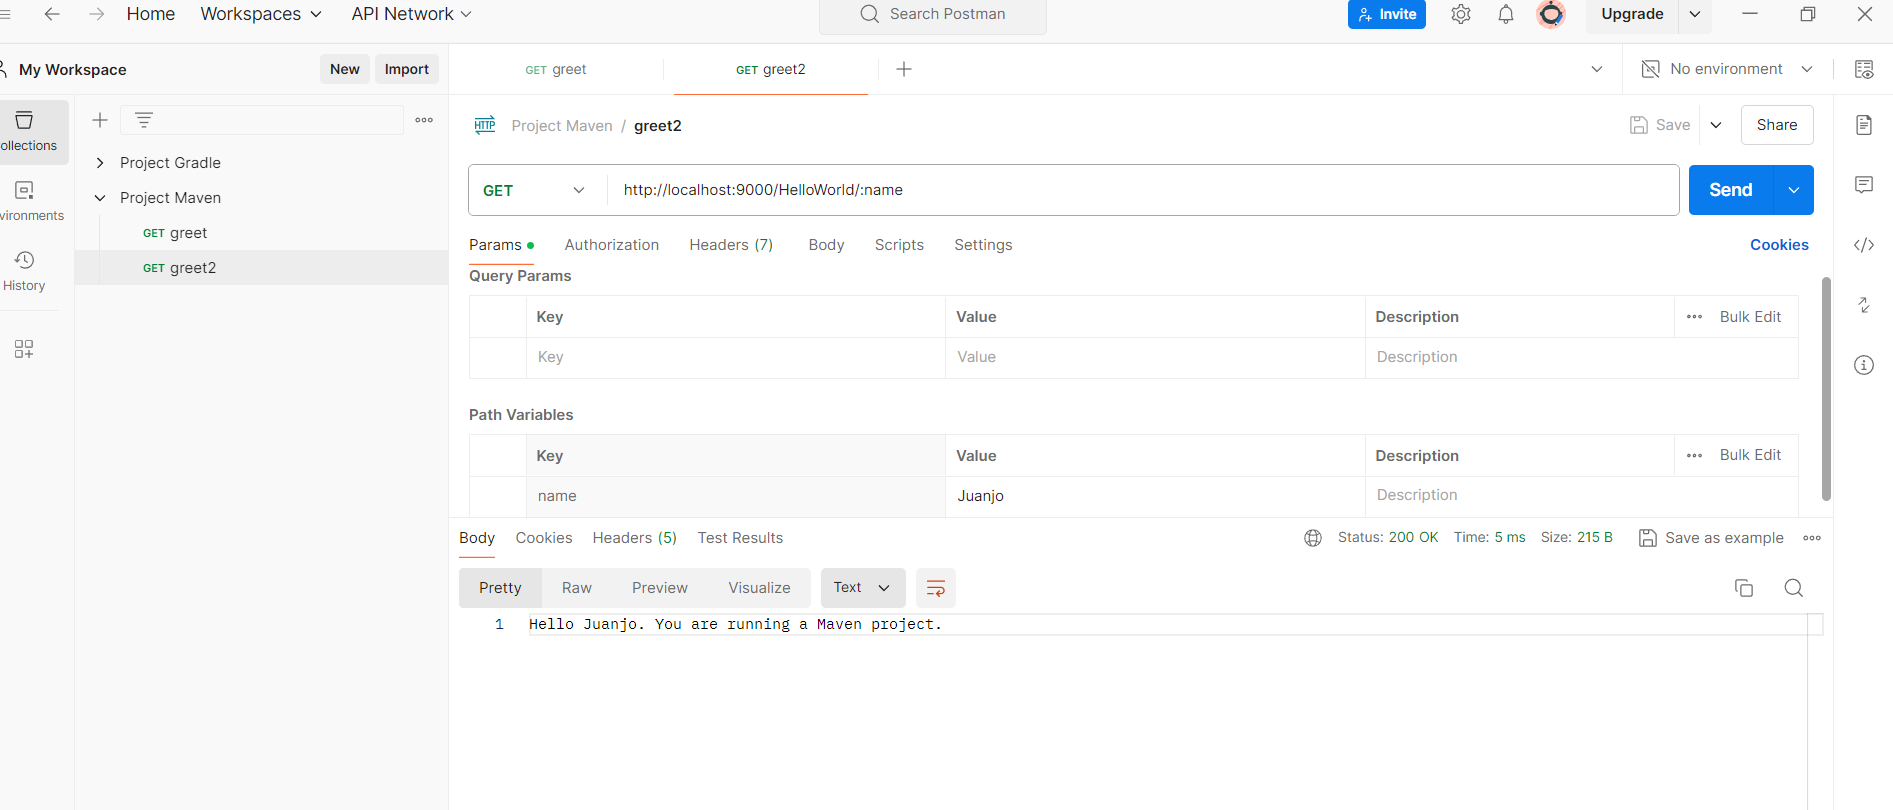 Home Workspaces API Network Search Postman Invite Upgrade
My Workspace New Import GET greet GET greet2 No environment
ollections
vironments
History
Project Gradle
Project Maven
GET greet
GET greet2
HTTP Project Maven / greet2 Save Share
GET http://localhost:9000/HelloWorld/:name Send
Params Authorization Headers (7) Body Scripts Settings Cookies
Query Params
Key Value Description Bulk Edit
Key Value Description
Path Variables
Key Value Description Bulk Edit
name Juanjo Description
Body Cookies Headers (5) Test Results Status: 200 OK Time: 5 ms Size: 215 B Save as example
Pretty Raw Preview Visualize Text
1 Hello Juanjo. You are running a Maven project.